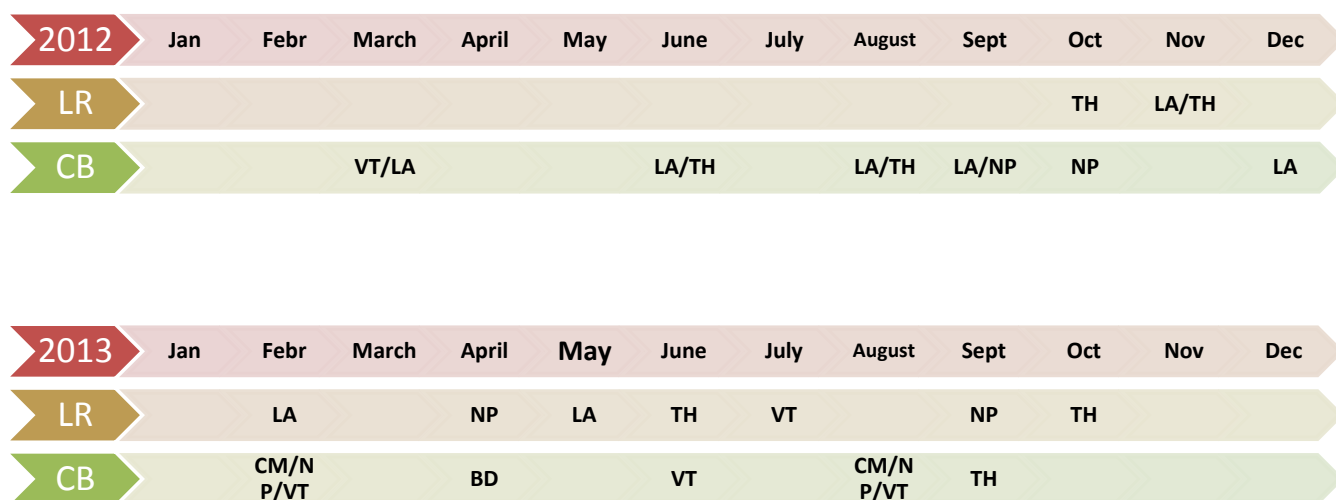 2012 Jan Febr March April May June July August Sept Oct Nov Dec
LR TH LA/TH
CB VT/LA LA/TH LA/TH LA/NP NP LA
2013 Jan Febr March April May June July August Sept Oct Nov Dec
LR LA NP LA TH VT NP TH
CB CM/N P/VT BD VT CM/N P/VT TH